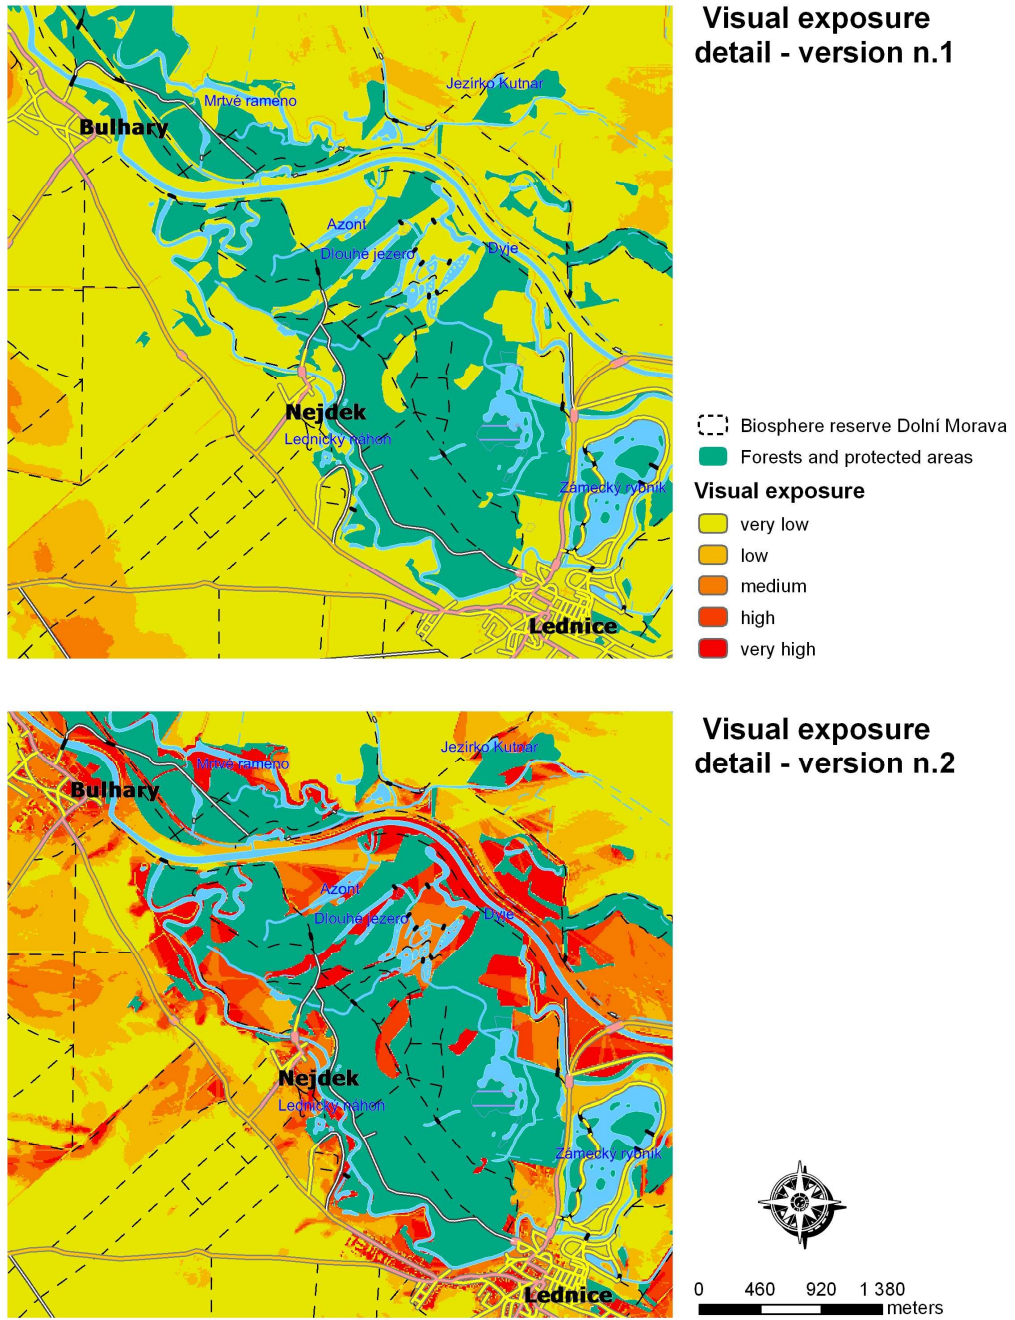 Visual exposure
detail - version n.1
Jezírko Kutnar
Mrtvé rameno
Bulhary
Azont
Dlouhé jezero
Dyje
Nejdek
Lednický náhon
Zámecký rybník
Lednice
Biosphere reserve Dolní Morava
Forests and protected areas
Visual exposure
very low
low
medium
high
very high
Visual exposure
detail - version n.2
Jezírko Kutnar
Mrtvé rameno
Bulhary
Azont
Dlouhé jezero
Dyje
Nejdek
Lednický náhon
Zámecký rybník
Lednice
0 460 920 1 380
meters